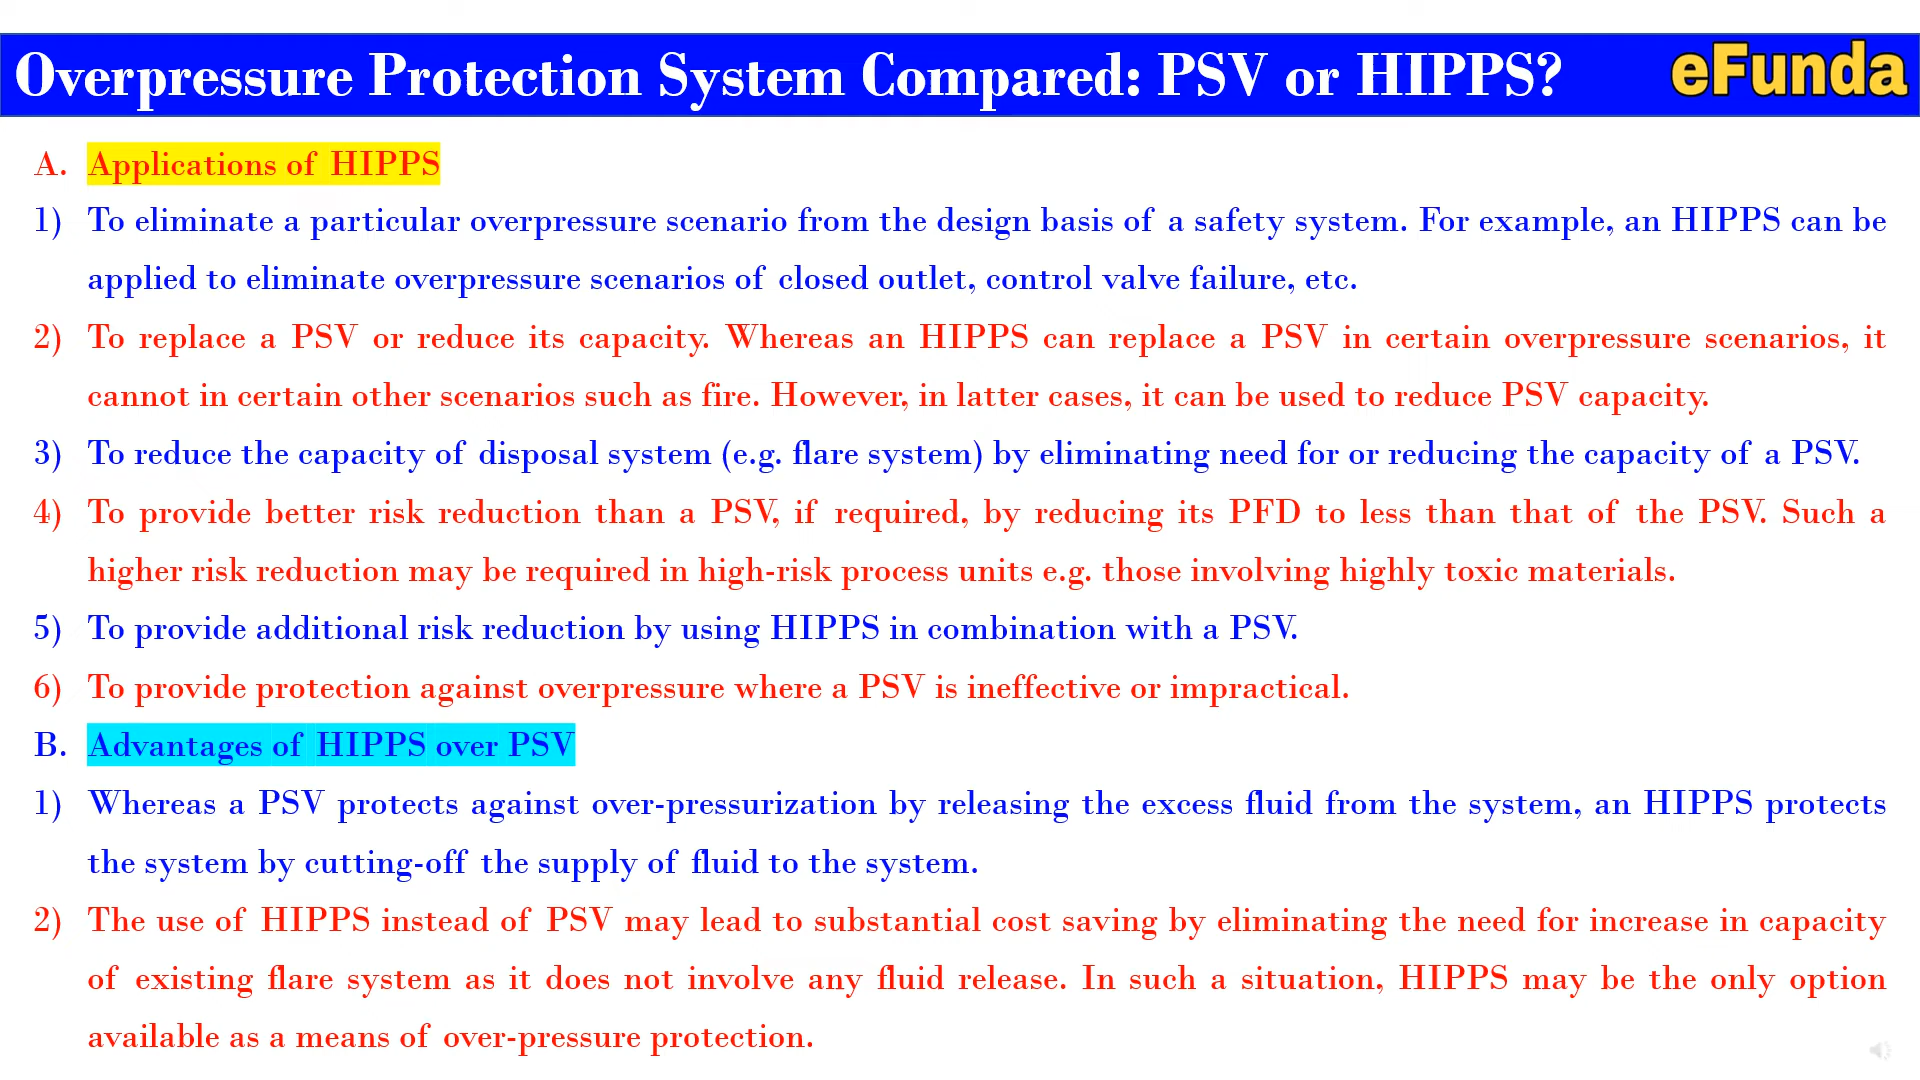 Overpressure Protection System Compared: PSV or HIPPS?
eFunda
A. Applications of HIPPS
1) To eliminate a particular overpressure scenario from the design basis of a safety system. For example, an HIPPS can be
applied to eliminate overpressure scenarios of closed outlet, control valve failure, etc.
2) To replace a PSV or reduce its capacity. Whereas an HIPPS can replace a PSV in certain overpressure scenarios, it
cannot in certain other scenarios such as fire. However, in latter cases, it can be used to reduce PSV capacity.
3) To reduce the capacity of disposal system (e.g. flare system) by eliminating need for or reducing the capacity of a PSV.
4) To provide better risk reduction than a PSV, if required, by reducing its PFD to less than that of the PSV. Such a
higher risk reduction may be required in high-risk process units e.g. those involving highly toxic materials.
5) To provide additional risk reduction by using HIPPS in combination with a PSV.
6) To provide protection against overpressure where a PSV is ineffective or impractical.
B. Advantages of HIPPS over PSV
1) Whereas a PSV protects against over-pressurization by releasing the excess fluid from the system, an HIPPS protects
the system by cutting-off the supply of fluid to the system.
2) The use of HIPPS instead of PSV may lead to substantial cost saving by eliminating the need for increase in capacity
of existing flare system as it does not involve any fluid release. In such a situation, HIPPS may be the only option
available as a means of over-pressure protection.